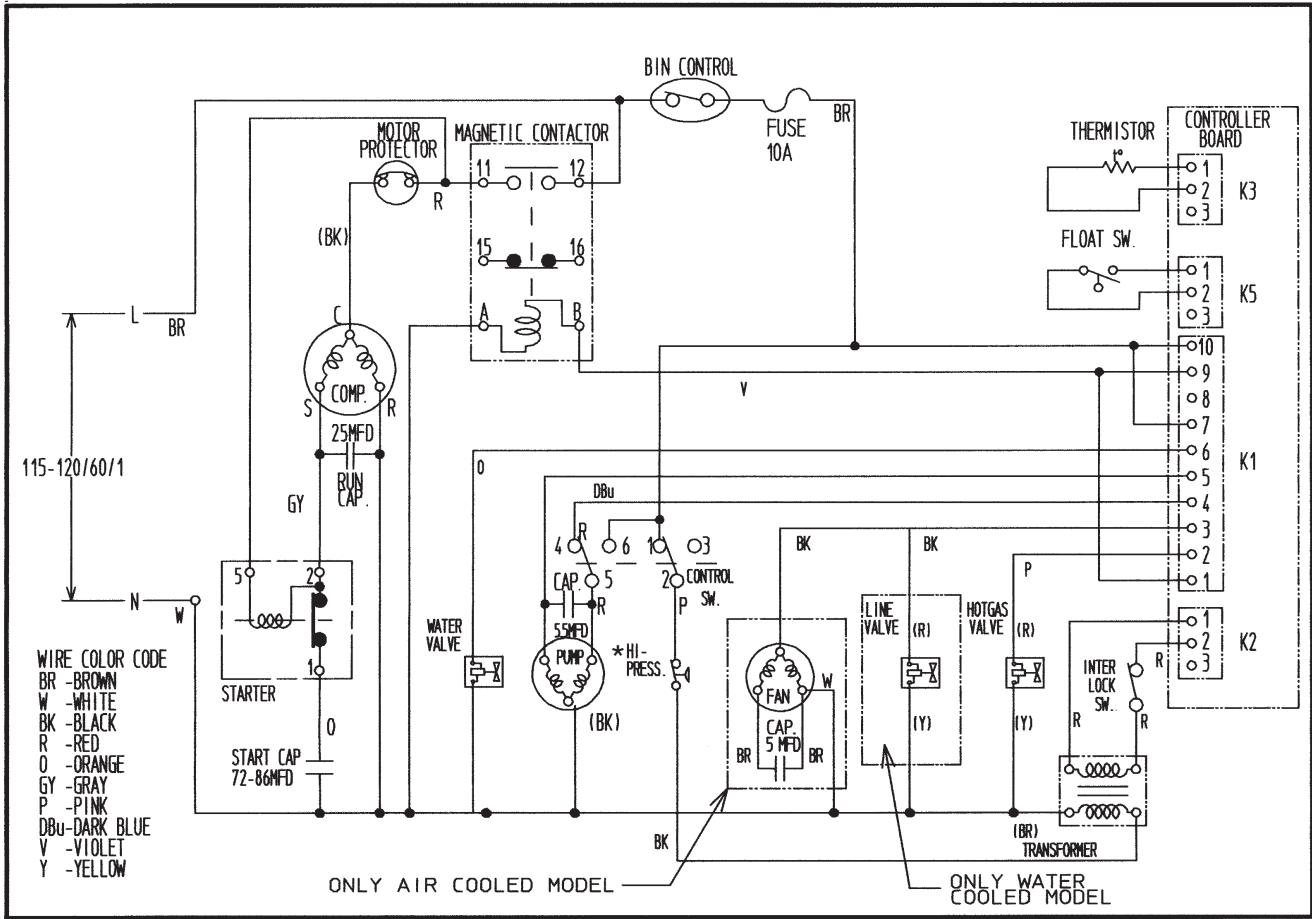 BIN CONTROL
FUSE
10A
BR
MOTOR
PROTECTOR
MAGNETIC CONTACTOR
11
12
R
(BK)
15
16
A
B
THERMISTOR
t°
CONTROLLER
BOARD
1
2
3
K3
FLOAT SW.
1
2
3
K5
L
BR
C
COMP.
S
R
25MFD
RUN
CAP.
GY
115-120/60/1
V
10
9
8
7
6
5
4
3
2
1
K1
O
DBu
R
4
6
1
3
CAP.
5
2
CONTROL
SW.
BK
BK
P
N
W
5
2
1
STARTER
WATER
VALVE
55MFD
R
PUMP
(BK)
*HI-
PRESS.
P
LINE
VALVE
(R)
(Y)
HOTGAS
VALVE
(R)
(Y)
1
2
3
K2
INTER
LOCK
SW.
R
R
R
FAN
W
CAP.
5 MFD
BR
BR
O
START CAP
72-86MFD
WIRE COLOR CODE
BR -BROWN
W -WHITE
BK -BLACK
R -RED
O -ORANGE
GY -GRAY
P -PINK
DBu-DARK BLUE
V -VIOLET
Y -YELLOW
BK
(BR)
TRANSFORMER
ONLY AIR COOLED MODEL
ONLY WATER
COOLED MODEL